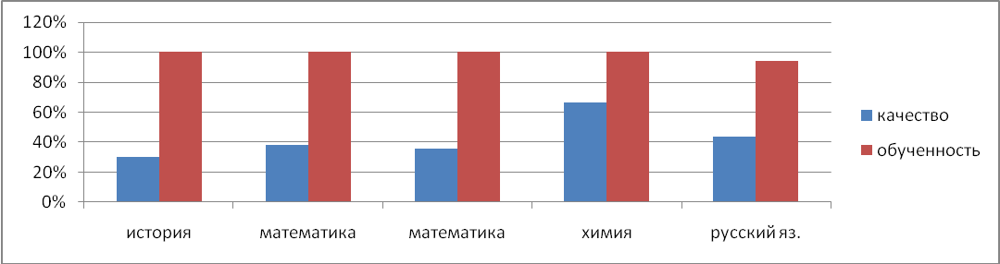 120%
100%
80%
60%
40%
20%
0%
история математика математика химия русский яз.
качество
обученность